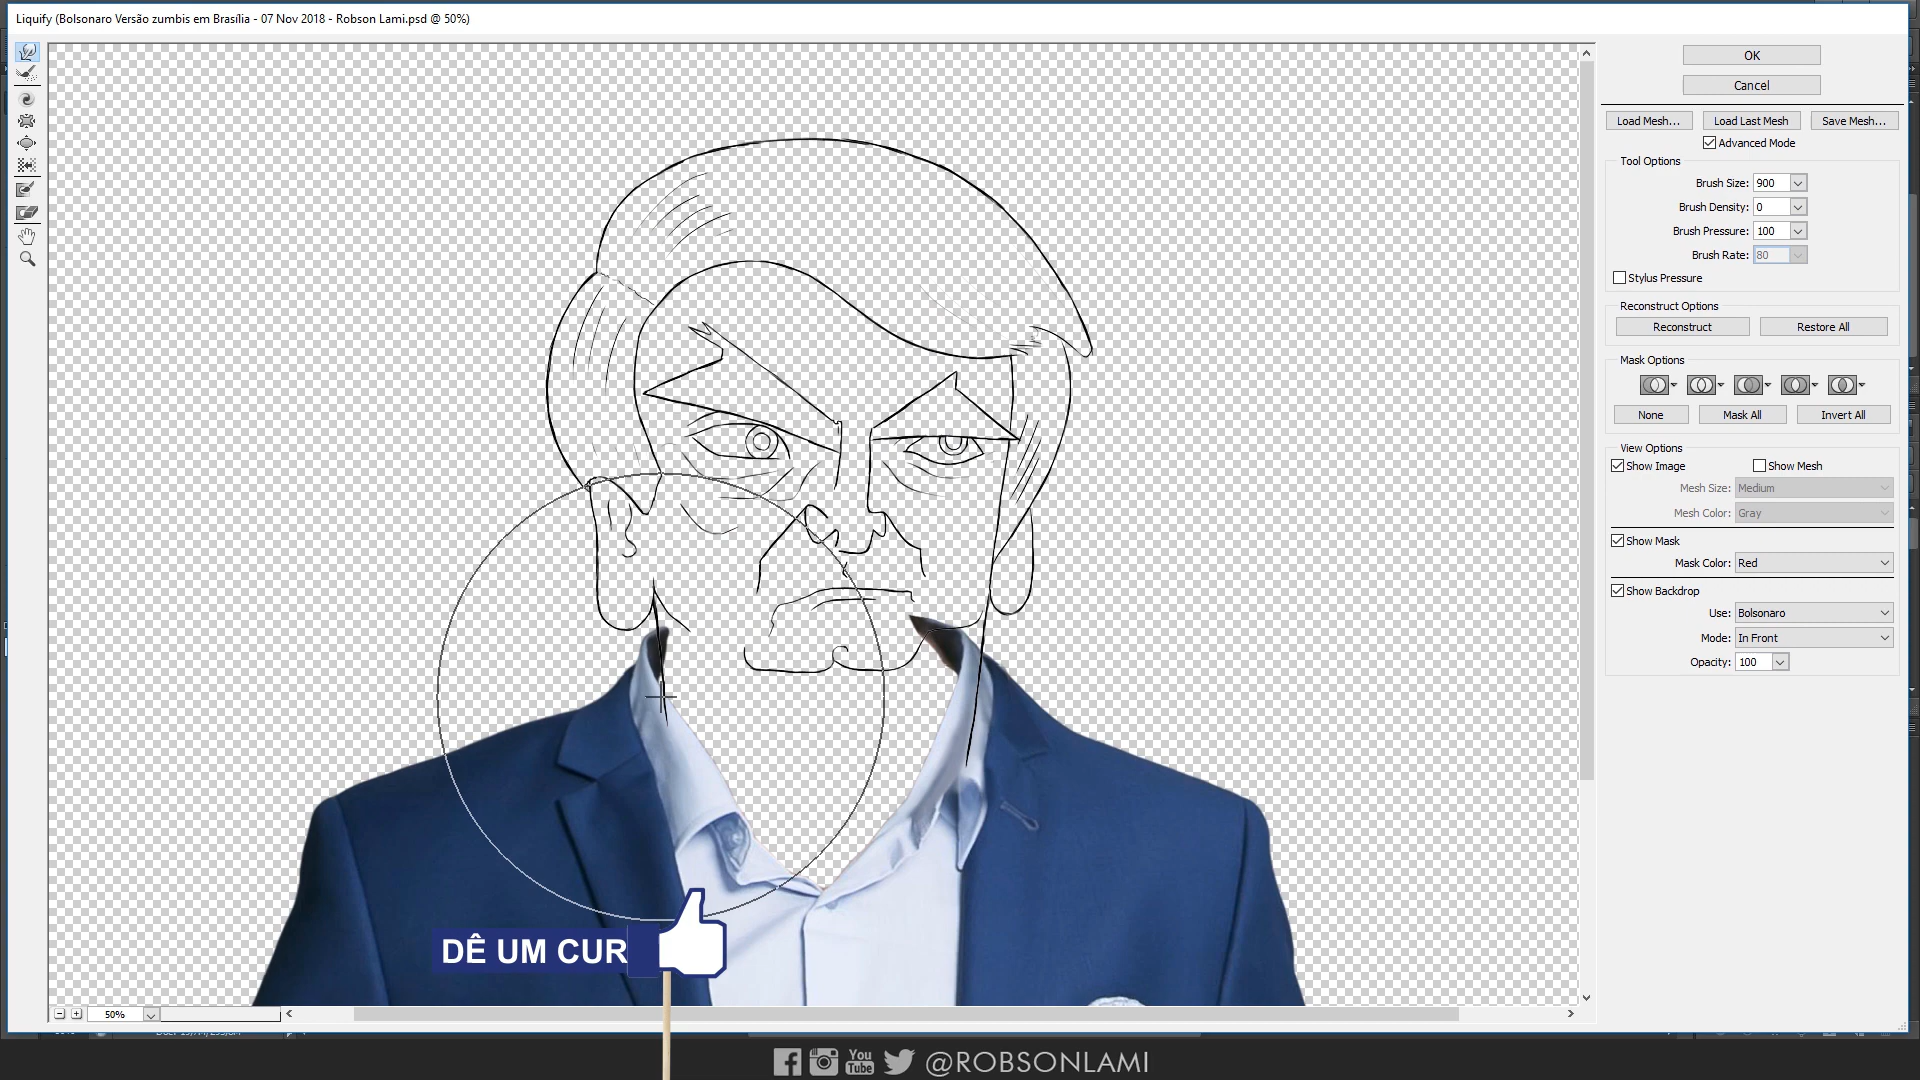 Liquify (Bolsonaro Versão zumbis em Brasília - 07 Nov 2018 - Robson Lami.psd @ 50%)
OK
Cancel
Load Mesh...
Load Last Mesh
Save Mesh...
Advanced Mode
Tool Options
Brush Size: 900
Brush Density: 0
Brush Pressure: 100
Brush Rate: 80
Stylus Pressure
Reconstruct Options
Reconstruct
Restore All
Mask Options
None
Mask All
Invert All
View Options
Show Image
Show Mesh
Mesh Size: Medium
Mesh Color: Gray
Show Mask
Mask Color: Red
Show Backdrop
Use: Bolsonaro
Mode: In Front
Opacity: 100
DÊ UM CUR
50%
You
Tube
@ROBSONLAMI